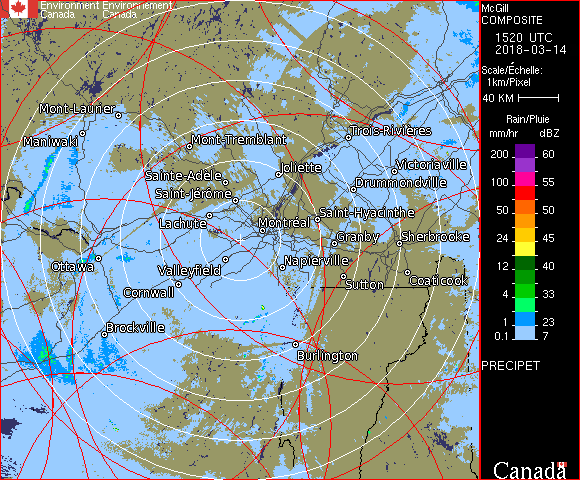 Environment Environnement
Canada Canada
McGill
COMPOSITE
1520 UTC
2018-03-14
Scale/Échelle:
1km/Pixel
40 KM
Rain/Pluie
mm/hr dBZ
200 60
100 55
50 50
24 45
12 40
4 33
1 23
0.1 7
PRECIPET
Canada
Mont-Laurier
Maniwaki
Mont-Tremblant
Trois-Rivières
Sainte-Adèle
Joliette
Victoriaville
Saint-Jérôme
Drummondville
Lachute
Montréal
Saint-Hyacinthe
Granby
Sherbrooke
Ottawa
Valleyfield
Napierville
Cornwall
Sutton
Coaticook
Brockville
Burlington